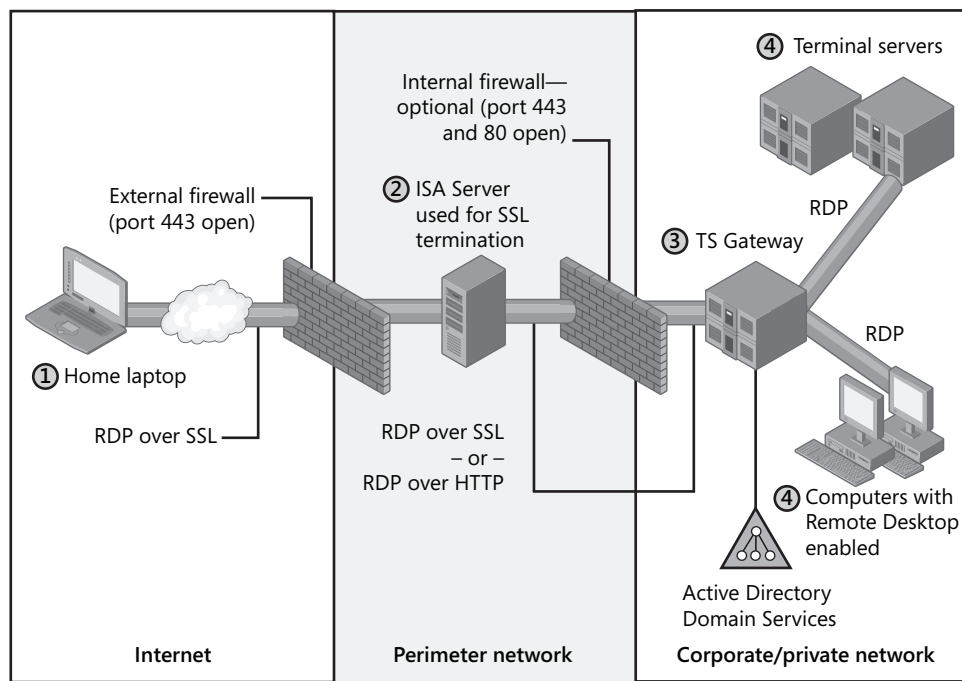 External firewall
(port 443 open)
① Home laptop
RDP over SSL
Internet
Internal firewall—
optional (port 443
and 80 open)
② ISA Server
used for SSL
termination
RDP over SSL
– or –
RDP over HTTP
Perimeter network
④ Terminal servers
RDP
③ TS Gateway
RDP
④ Computers with
Remote Desktop
enabled
Active Directory
Domain Services
Corporate/private network